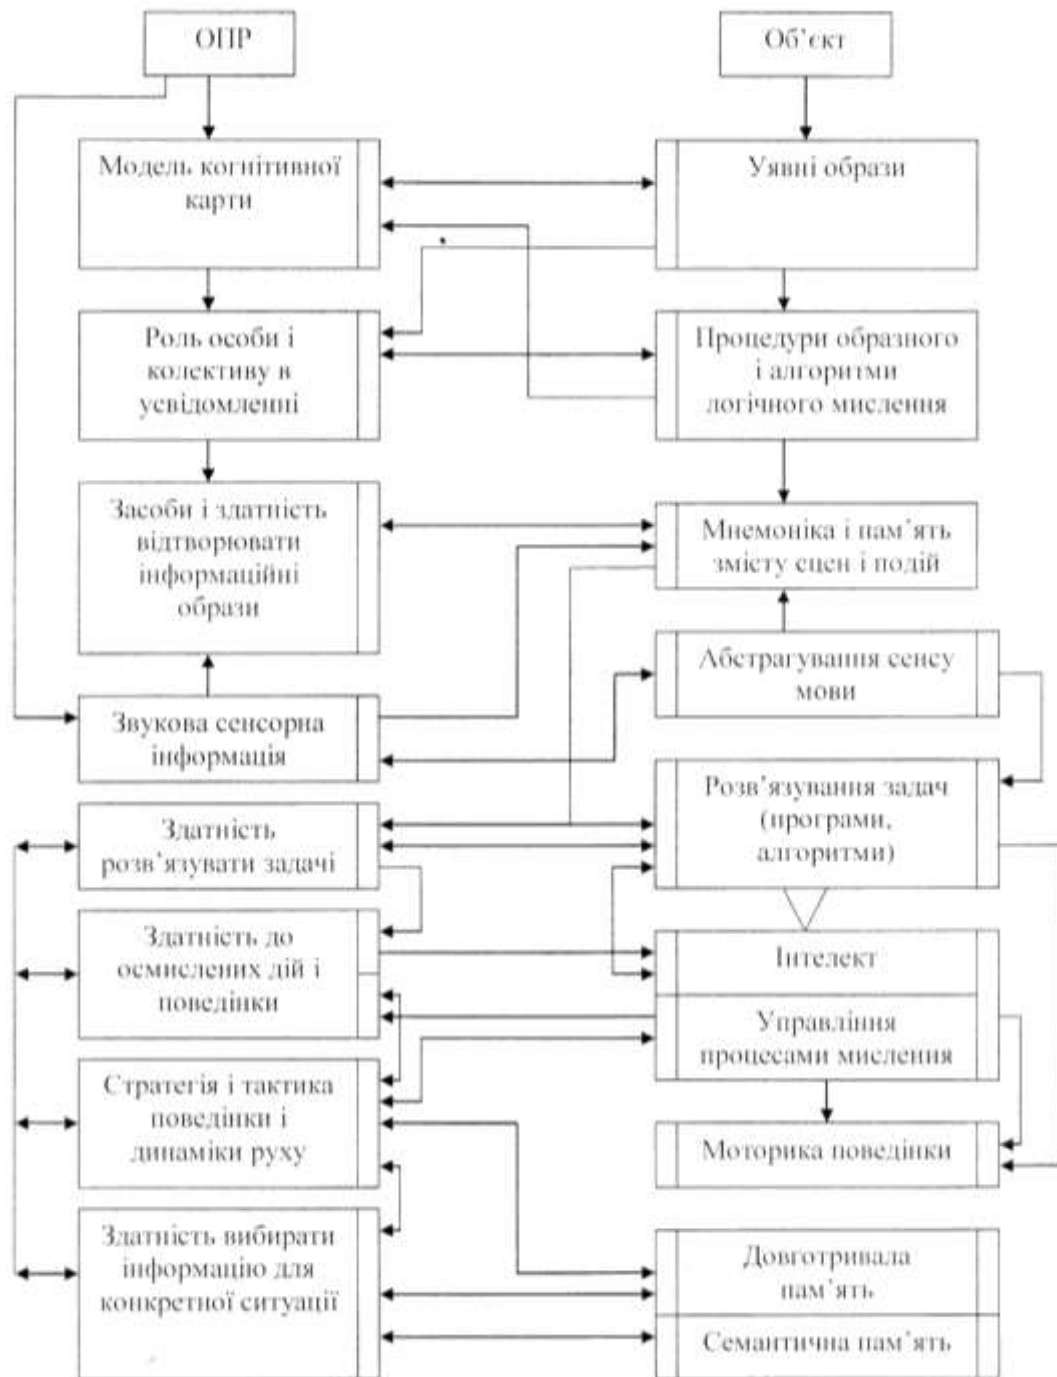 ОПР
Об’єкт
Модель когнітивної
карти
Уявні образи
Роль особи і
колективу в
усвідомленні
Процедури образного
і алгоритми
логічного мислення
Засоби і здатність
відтворювати
інформаційні
образи
Мнемоніка і пам’ять
змісту сцен і подій
Абстрагування сенсу
мови
Звукова сенсорна
інформація
Розв’язування задач
(програми,
алгоритми)
Здатність
розв’язувати задачі
Здатність до
осмислених дій і
поведінки
Інтелект
Управління
процесами мислення
Стратегія і тактика
поведінки і
динаміки руху
Моторика поведінки
Здатність вибирати
інформацію для
конкретної ситуації
Довготривала
пам’ять
Семантична пам’ять